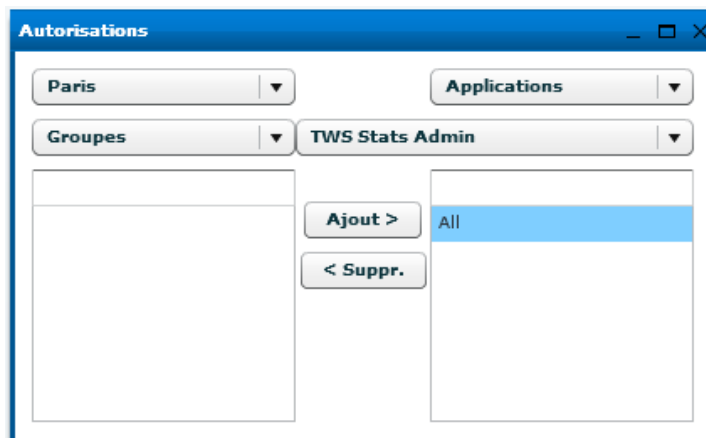 Autorisations
Paris
Applications
Groupes
TWS Stats Admin
Ajout >
All
< Suppr.